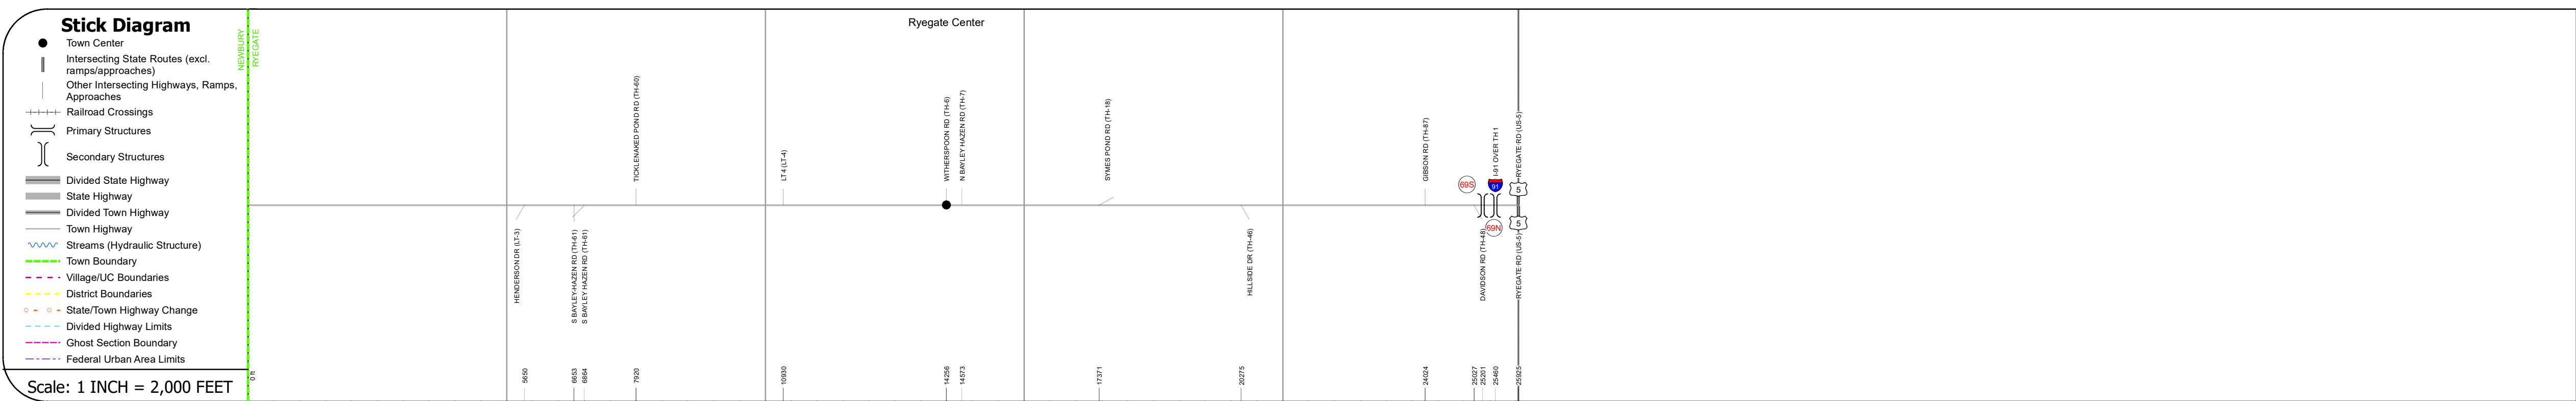 Stick Diagram
Town Center
Intersecting State Routes (excl.
ramps/approaches)
Other Intersecting Highways, Ramps,
Approaches
Railroad Crossings
Primary Structures
Secondary Structures
Divided State Highway
State Highway
Divided Town Highway
Town Highway
Streams (Hydraulic Structure)
Town Boundary
Village/UC Boundaries
District Boundaries
State/Town Highway Change
Divided Highway Limits
Ghost Section Boundary
Federal Urban Area Limits
Scale: 1 INCH = 2,000 FEET
NEWBURY
RYEGATE
Ryegate Center
TICKLENAKED POND RD (TH-60)
LT 4 (LT-4)
WITHERSPOON RD (TH-6)
N BAYLEY HAZEN RD (TH-7)
SYMES POND RD (TH-18)
GIBSON RD (TH-87)
69S
I-91 OVER TH 1
91
RYEGATE RD (US-5)
5
HENDERSON DR (LT-3)
S BAYLEY-HAZEN RD (TH-61)
S BAYLEY HAZEN RD (TH-61)
HILLSIDE DR (TH-46)
DAVIDSON RD (TH-48)
69N
5
RYEGATE RD (US-5)
0 ft
5650
6653
6864
7920
10930
14256
14573
17371
20275
24024
25027
25201
25460
25925